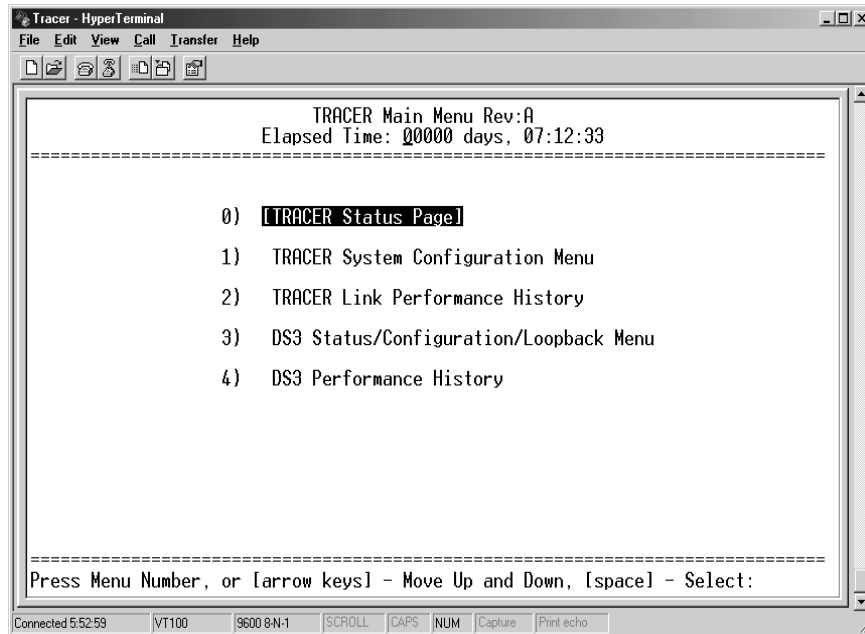 Tracer - HyperTerminal
File Edit View Call Transfer Help
TRACER Main Menu Rev:A
Elapsed Time: 00000 days, 07:12:33
================================================================================
0) [TRACER Status Page]
1) TRACER System Configuration Menu
2) TRACER Link Performance History
3) DS3 Status/Configuration/Loopback Menu
4) DS3 Performance History
================================================================================
Press Menu Number, or [arrow keys] - Move Up and Down, [space] - Select:
Connected 5:52:59 VT100 9600 8-N-1 SCROLL CAPS NUM Capture Print echo